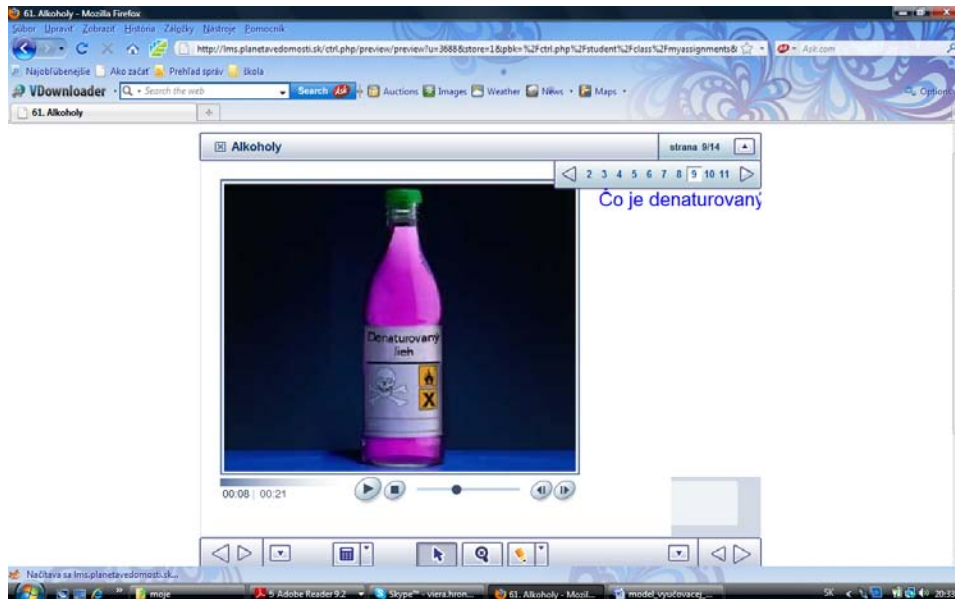 61. Alkoholy - Mozilla Firefox
Súbor Upraviť Zobraziť História Záložky Nástroje Pomocník
http://lms.planetavedomosti.sk/ctrl.php/preview/preview?u=3688&store=1&pbk=%2Fctrl.php%2Fstudent%2Fclass%2Fmyassignments& Ask.com
Najobľúbenejšie Ako začať Prehľad správ škola
VDownloader Search the web Search Ask Auctions Images Weather News Maps Options
61. Alkoholy
Alkoholy strana 9/14
2 3 4 5 6 7 8 9 10 11
Čo je denaturovaný
Denaturovaný
lieh
X
00:08 | 00:21
Načítava sa lms.planetavedomosti.sk...
moje 5 Adobe Reader 9.2 Skype™ - viera.hron... 61. Alkoholy - Mozil... model_vyučovacej_... SK 20:33